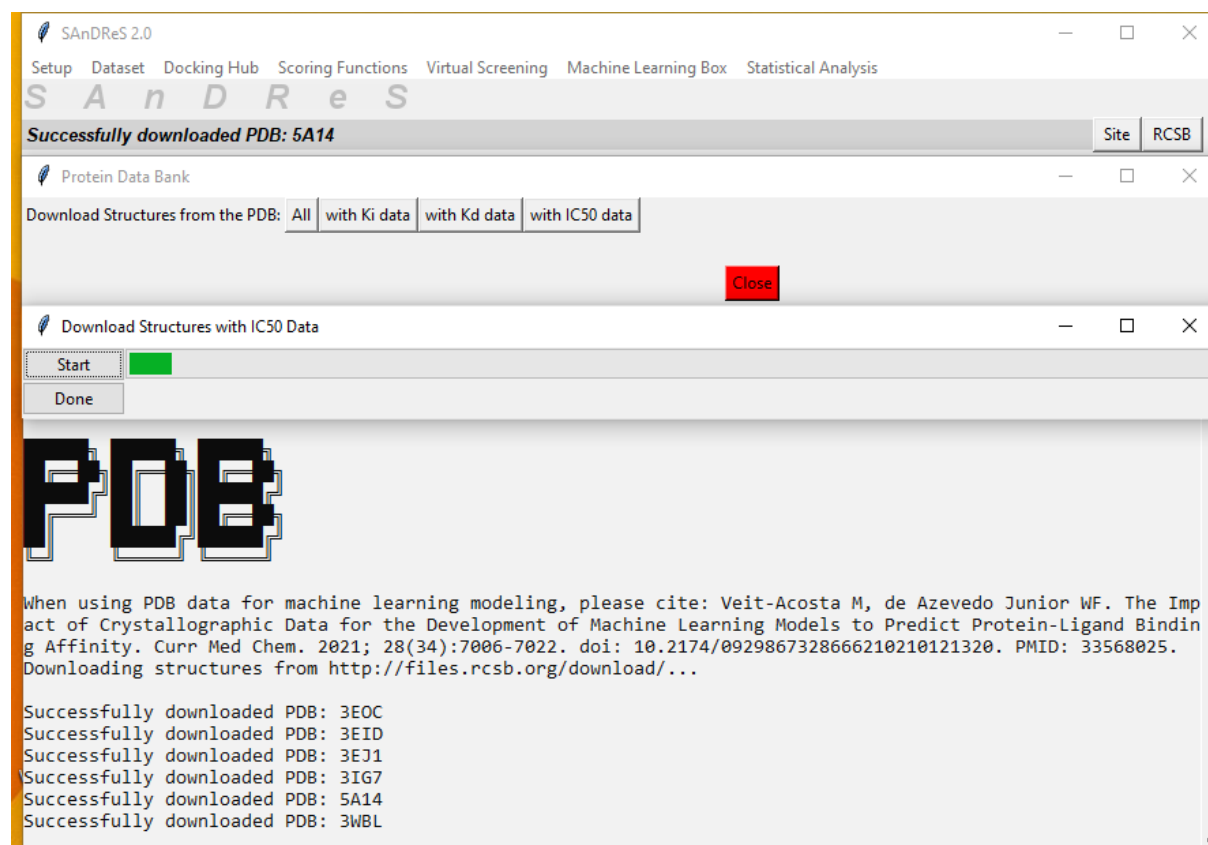 SAnDReS 2.0
Setup Dataset Docking Hub Scoring Functions Virtual Screening Machine Learning Box Statistical Analysis
S A n D R e S
Successfully downloaded PDB: 5A14 Site RCSB
Protein Data Bank
Download Structures from the PDB: All with Ki data with Kd data with IC50 data
Close
Download Structures with IC50 Data
Start
Done
PDB
When using PDB data for machine learning modeling, please cite: Veit-Acosta M, de Azevedo Junior WF. The Imp
act of Crystallographic Data for the Development of Machine Learning Models to Predict Protein-Ligand Bindin
g Affinity. Curr Med Chem. 2021; 28(34):7006-7022. doi: 10.2174/0929867328666210210121320. PMID: 33568025.
Downloading structures from http://files.rcsb.org/download/...
Successfully downloaded PDB: 3EOC
Successfully downloaded PDB: 3EID
Successfully downloaded PDB: 3EJ1
Successfully downloaded PDB: 3IG7
Successfully downloaded PDB: 5A14
Successfully downloaded PDB: 3WBL